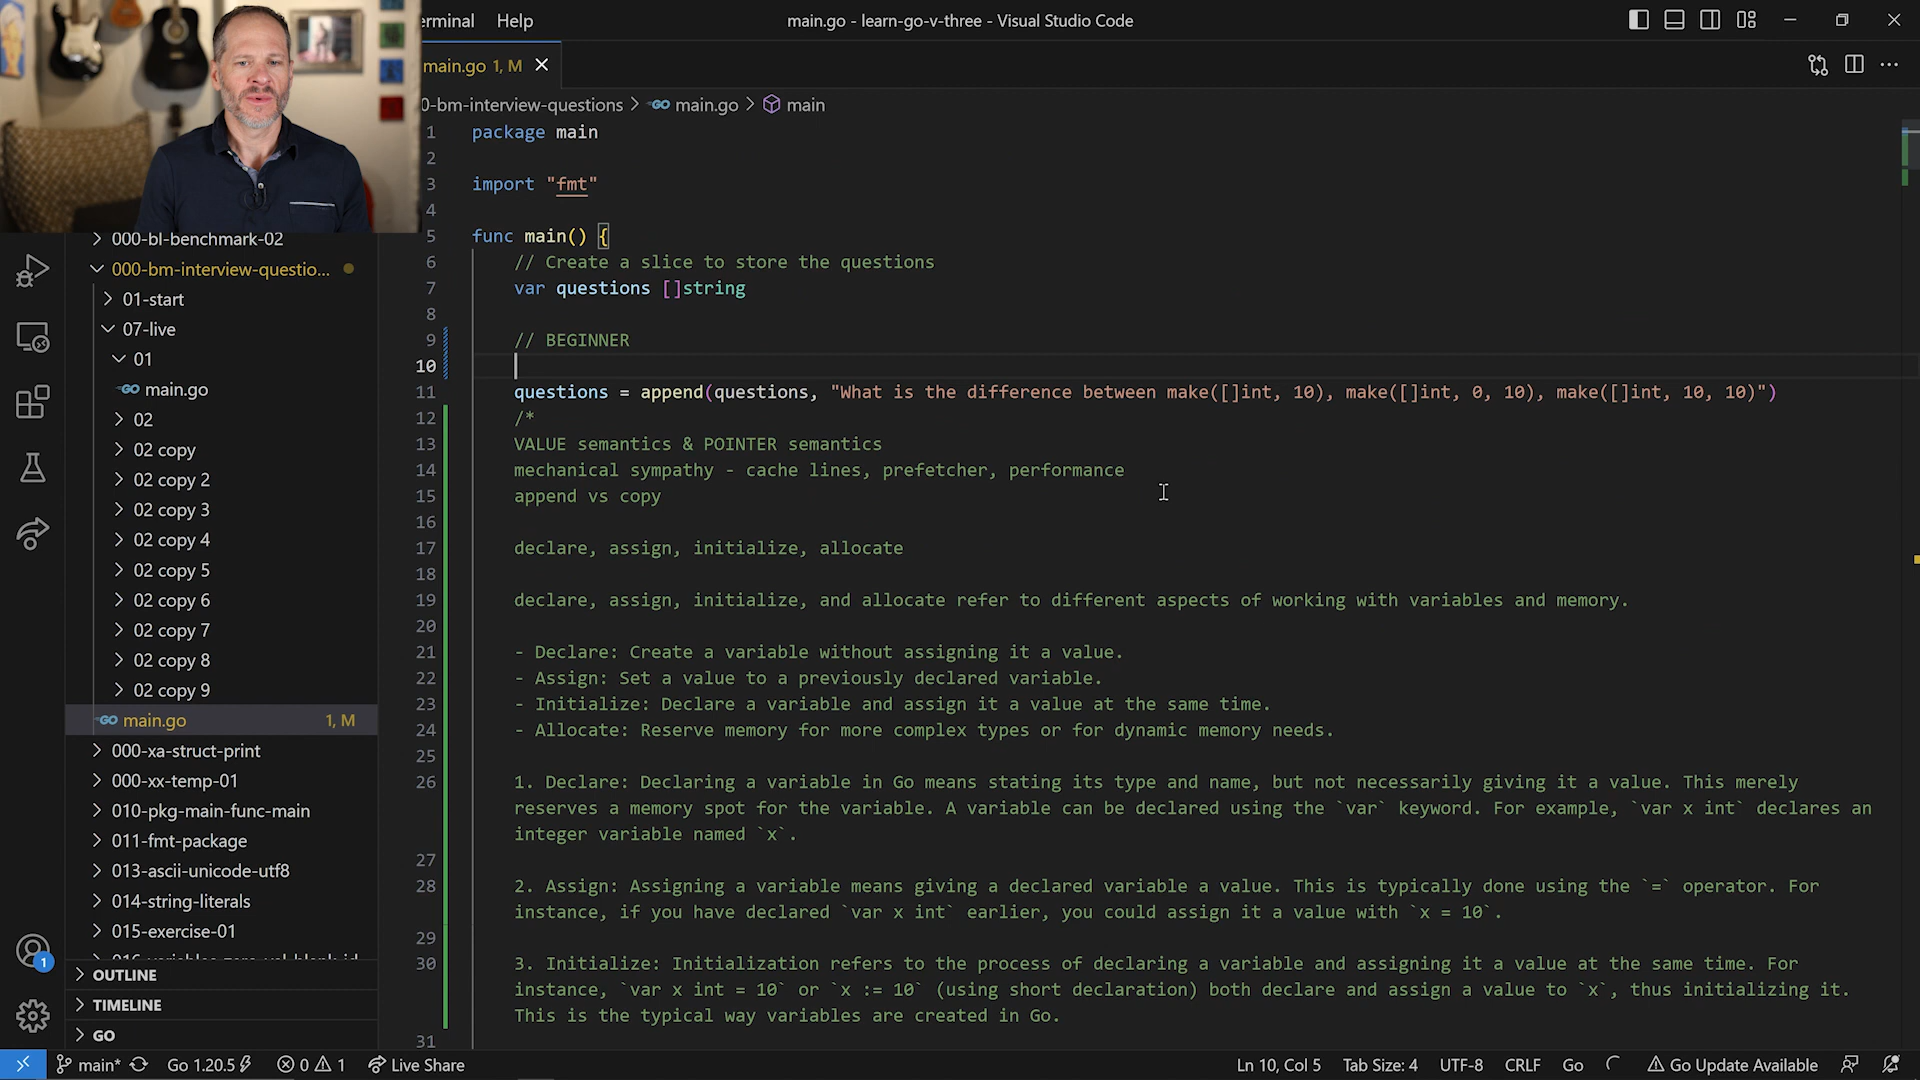 erminal Help main.go - learn-go-v-three - Visual Studio Code
main.go 1, M
0-bm-interview-questions > GO main.go > main
000-bl-benchmark-02
000-bm-interview-questio...
01-start
07-live
01
GO main.go
02
02 copy
02 copy 2
02 copy 3
02 copy 4
02 copy 5
02 copy 6
02 copy 7
02 copy 8
02 copy 9
GO main.go 1, M
000-xa-struct-print
000-xx-temp-01
010-pkg-main-func-main
011-fmt-package
013-ascii-unicode-utf8
014-string-literals
015-exercise-01
OUTLINE
TIMELINE
GO
1
1 package main
2
3 import "fmt"
4
5 func main() {
6 // Create a slice to store the questions
7 var questions []string
8
9 // BEGINNER
10
11 questions = append(questions, "What is the difference between make([]int, 10), make([]int, 0, 10), make([]int, 10, 10)")
12 /*
13 VALUE semantics & POINTER semantics
14 mechanical sympathy - cache lines, prefetcher, performance
15 append vs copy
16
17 declare, assign, initialize, allocate
18
19 declare, assign, initialize, and allocate refer to different aspects of working with variables and memory.
20
21 - Declare: Create a variable without assigning it a value.
22 - Assign: Set a value to a previously declared variable.
23 - Initialize: Declare a variable and assign it a value at the same time.
24 - Allocate: Reserve memory for more complex types or for dynamic memory needs.
25
26 1. Declare: Declaring a variable in Go means stating its type and name, but not necessarily giving it a value. This merely
reserves a memory spot for the variable. A variable can be declared using the `var` keyword. For example, `var x int` declares an
integer variable named `x`.
27
28 2. Assign: Assigning a variable means giving a declared variable a value. This is typically done using the `=` operator. For
instance, if you have declared `var x int` earlier, you could assign it a value with `x = 10`.
29
30 3. Initialize: Initialization refers to the process of declaring a variable and assigning it a value at the same time. For
instance, `var x int = 10` or `x := 10` (using short declaration) both declare and assign a value to `x`, thus initializing it.
This is the typical way variables are created in Go.
31
main* Go 1.20.5 0 1 Live Share Ln 10, Col 5 Tab Size: 4 UTF-8 CRLF Go Go Update Available